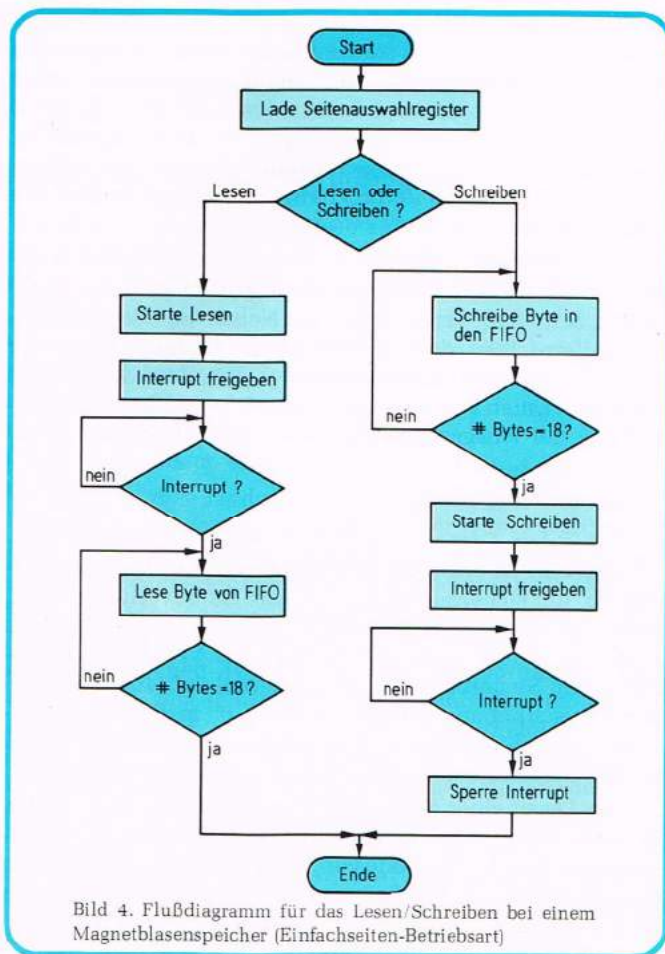 Start
Lade Seitenauswahlregister
Lesen oder
Schreiben ?
Lesen
Schreiben
Starte Lesen
Interrupt freigeben
Interrupt ?
nein
ja
Lese Byte von FIFO
# Bytes=18?
nein
ja
Schreibe Byte in
den FIFO
# Bytes=18?
nein
ja
Starte Schreiben
Interrupt freigeben
Interrupt ?
nein
ja
Sperre Interrupt
Ende
Bild 4. Flußdiagramm für das Lesen/Schreiben bei einem
Magnetblasenspeicher (Einfachseiten-Betriebsart)